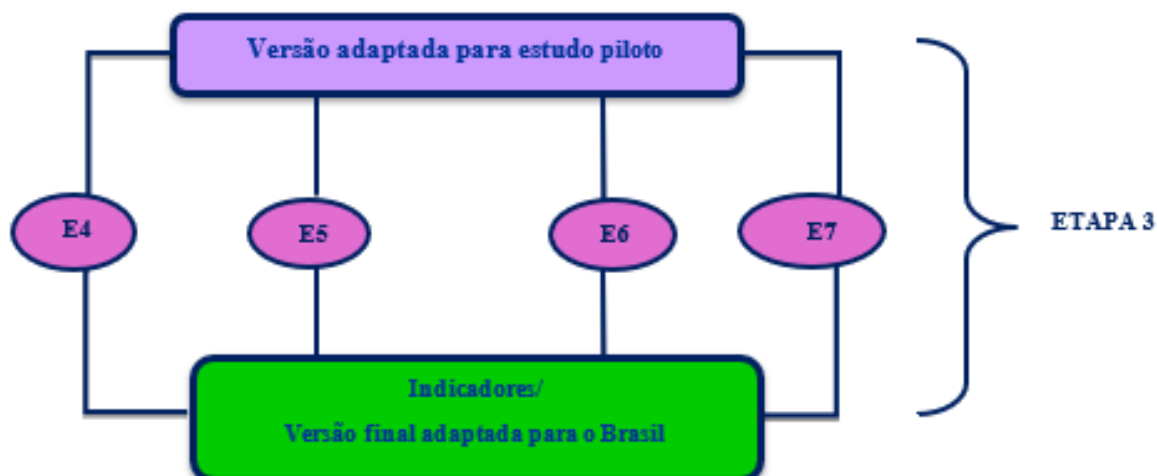 Versão adaptada para estudo piloto
E4
E5
E6
E7
ETAPA 3
Indicadores/
Versão final adaptada para o Brasil